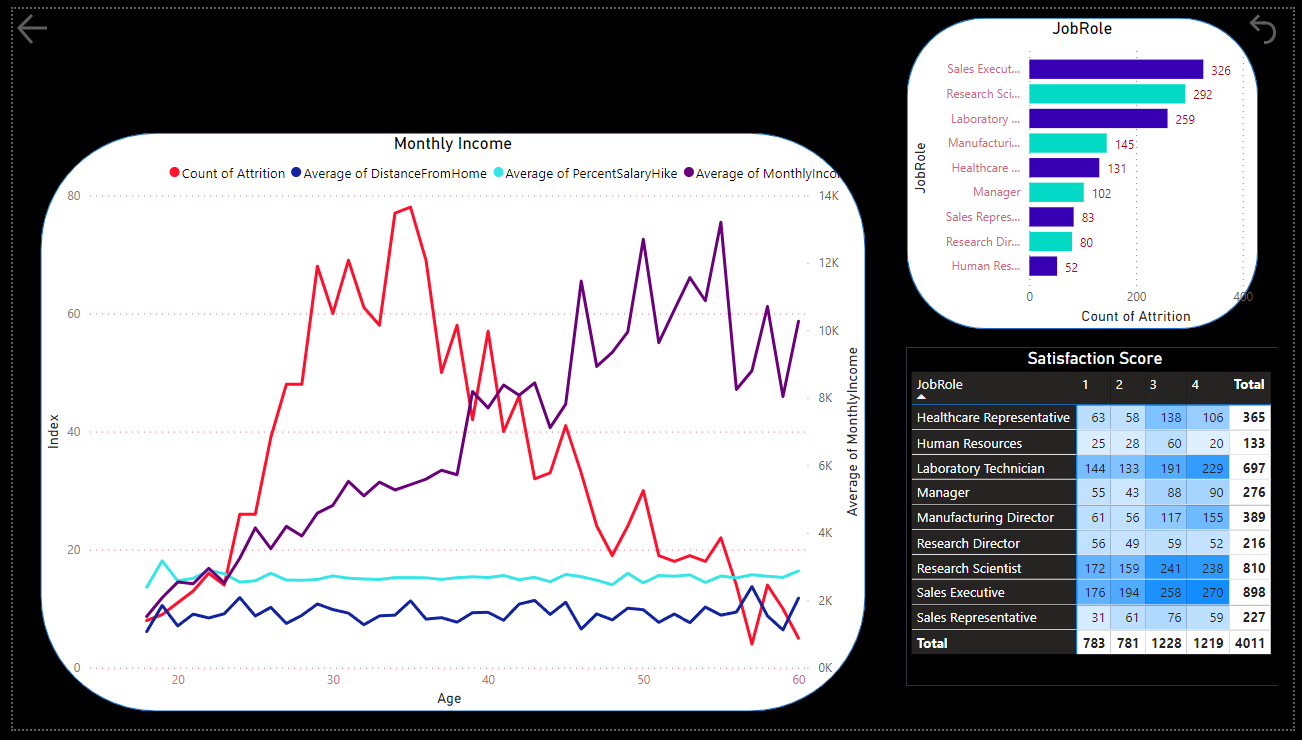 Monthly Income
Count of Attrition Average of DistanceFromHome Average of PercentSalaryHike Average of MonthlyIncom
80 14K
12K
60
10K
Index
40
8K
Average of MonthlyIncome
6K
4K
20
2K
0 0K
20 30 40 50 60
Age
JobRole
JobRole
Sales Execut... 326
Research Sci... 292
Laboratory ... 259
Manufacturi... 145
Healthcare ... 131
Manager 102
Sales Repres... 83
Research Dir... 80
Human Res... 52
0 200 400
Count of Attrition
Satisfaction Score
JobRole 1 2 3 4 Total
Healthcare Representative 63 58 138 106 365
Human Resources 25 28 60 20 133
Laboratory Technician 144 133 191 229 697
Manager 55 43 88 90 276
Manufacturing Director 61 56 117 155 389
Research Director 56 49 59 52 216
Research Scientist 172 159 241 238 810
Sales Executive 176 194 258 270 898
Sales Representative 31 61 76 59 227
Total 783 781 1228 1219 4011